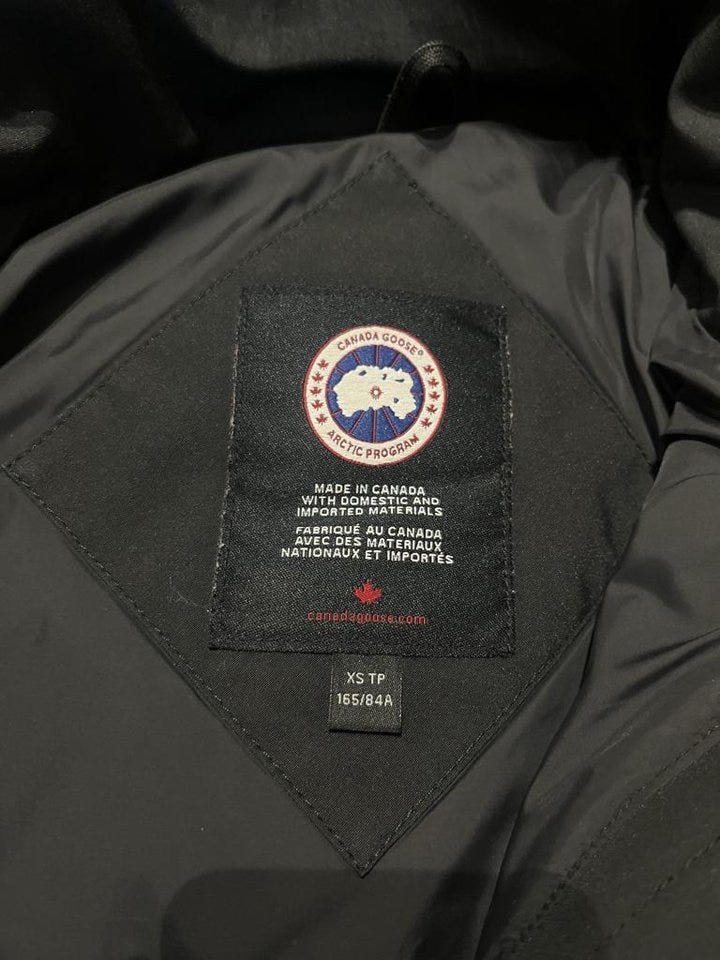 CANADA GOOSE®
ARCTIC PROGRAM
MADE IN CANADA
WITH DOMESTIC AND
IMPORTED MATERIALS
FABRIQUÉ AU CANADA
AVEC DES MATERIAUX
NATIONAUX ET IMPORTÉS
canadagoose.com
XS TP
165/84A